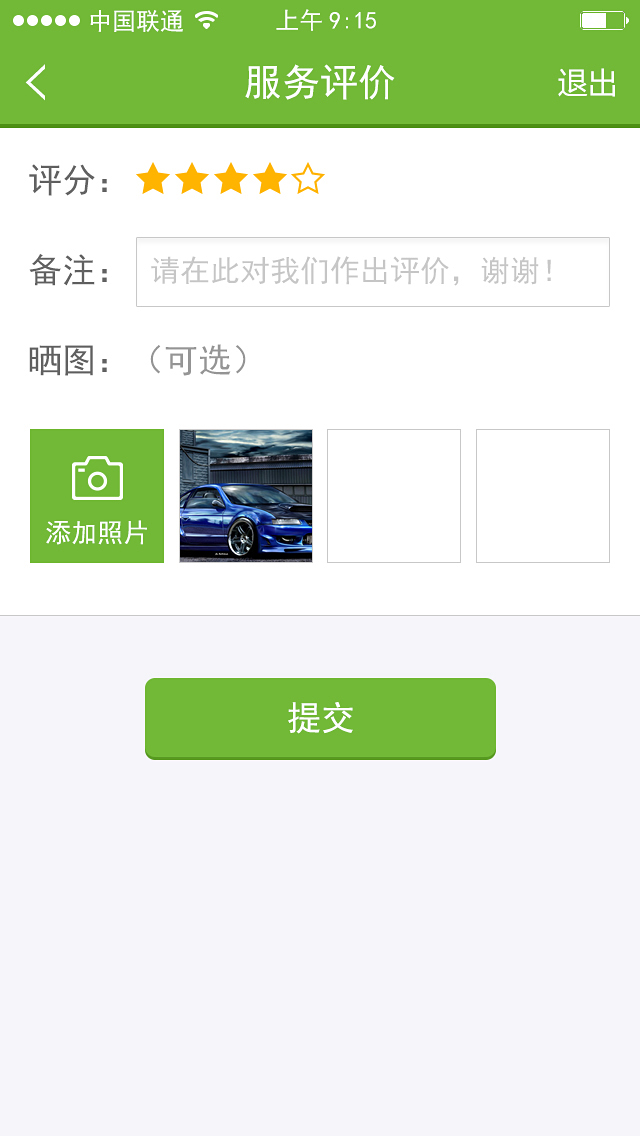 中国联通 上午 9:15
服务评价 退出
评分：
备注： 请在此对我们作出评价，谢谢！
晒图：（可选）
添加照片
提交